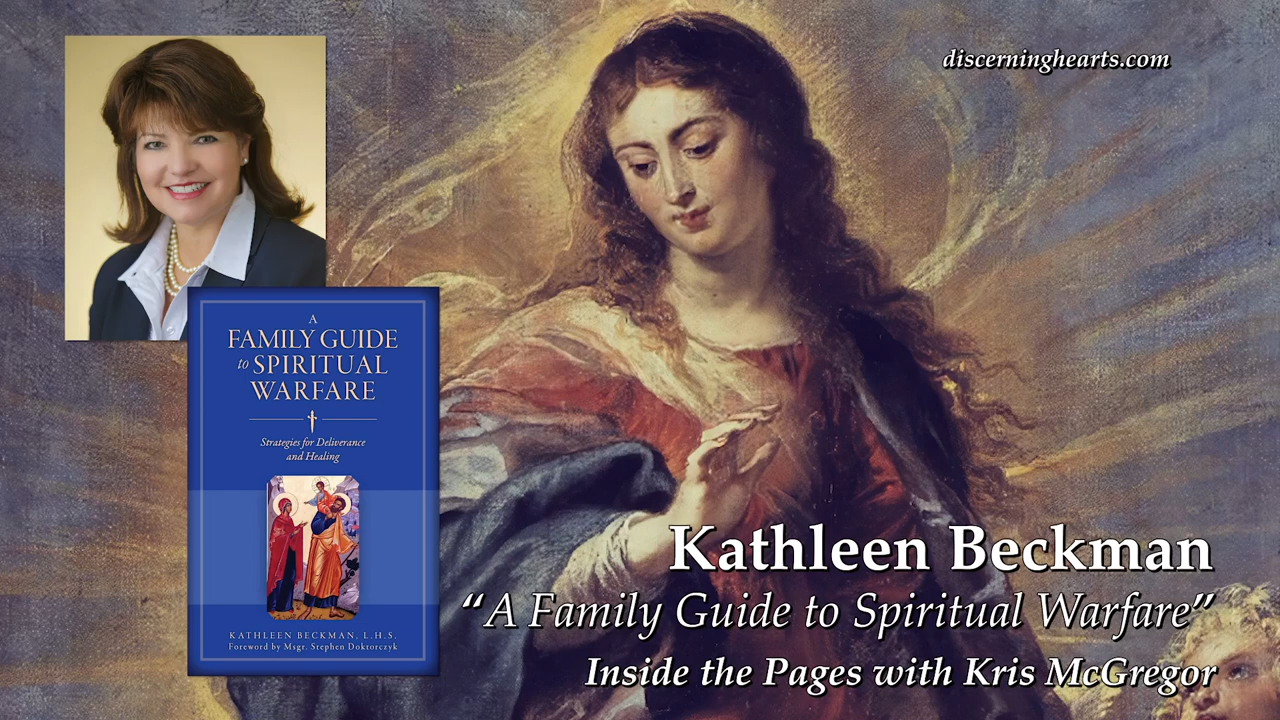 discerninghearts.com
A
FAMILY GUIDE
to SPIRITUAL
WARFARE
Strategies for Deliverance
and Healing
KATHLEEN BECKMAN, L.H.S.
Foreword by Msgr. Stephen Doktorczyk
Kathleen Beckman
“A Family Guide to Spiritual Warfare”
Inside the Pages with Kris McGregor